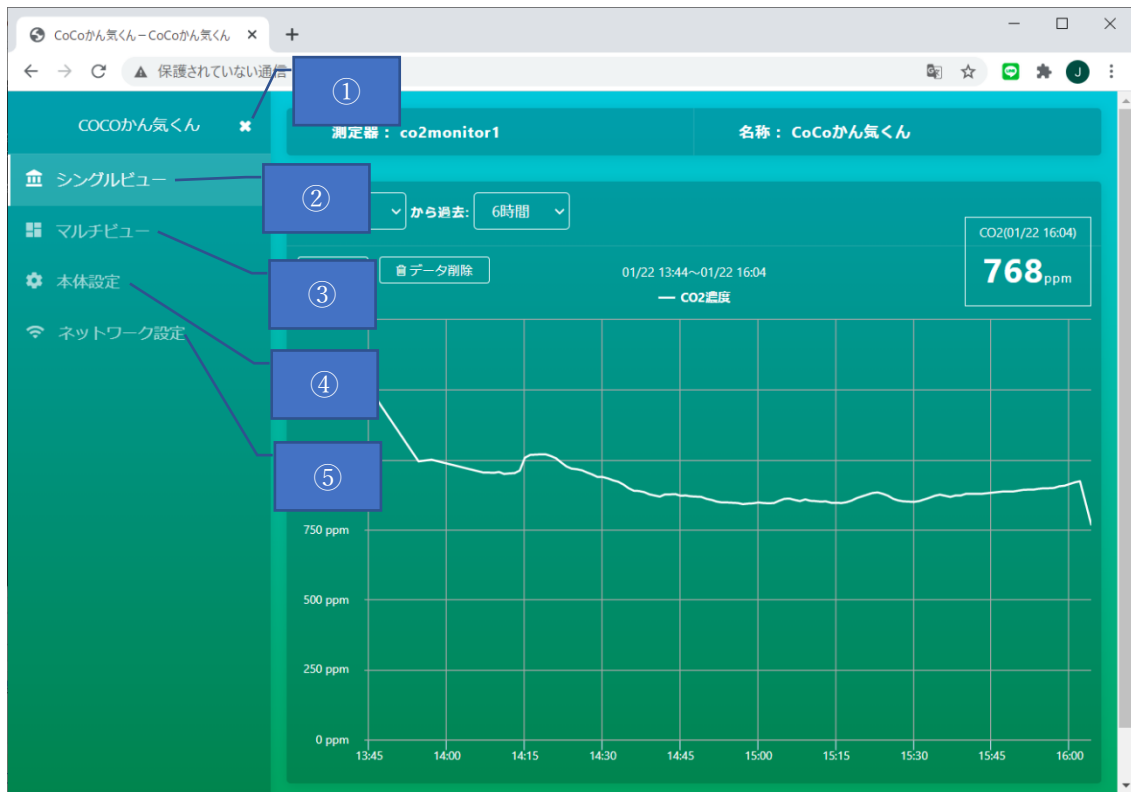 CoCoかん気くん－CoCoかん気くん
保護されていない通信
J
①
COCOかん気くん
測定器： co2monitor1
名称： CoCoかん気くん
シングルビュー
②
から過去:
6時間
マルチビュー
CO2(01/22 16:04)
768ppm
③
データ削除
01/22 13:44～01/22 16:04
本体設定
CO2濃度
ネットワーク設定
④
⑤
750 ppm
500 ppm
250 ppm
0 ppm
13:45 14:00 14:15 14:30 14:45 15:00 15:15 15:30 15:45 16:00